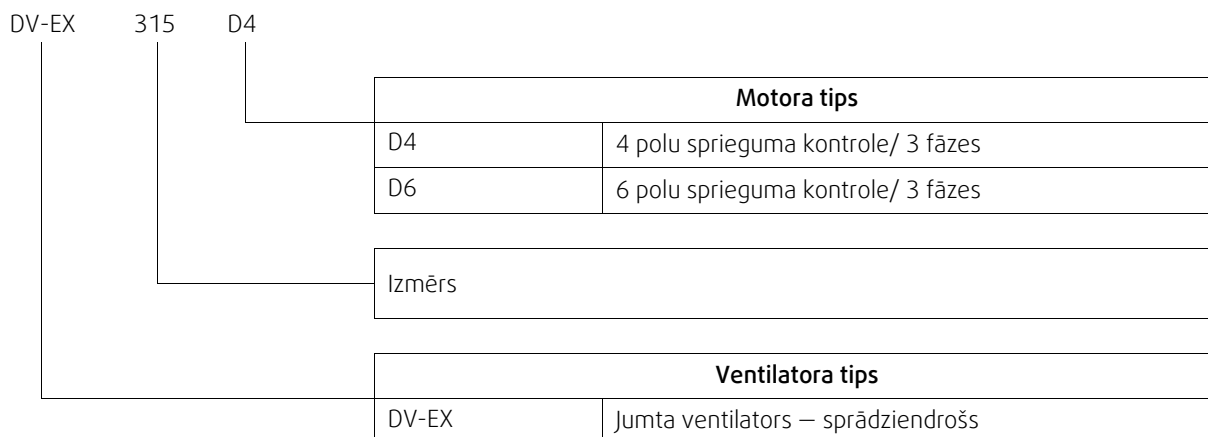 DV-EX 315 D4
Motora tips
D4 4 polu sprieguma kontrole/ 3 fāzes
D6 6 polu sprieguma kontrole/ 3 fāzes
Izmērs
Ventilatora tips
DV-EX Jumta ventilators — sprādziendrošs